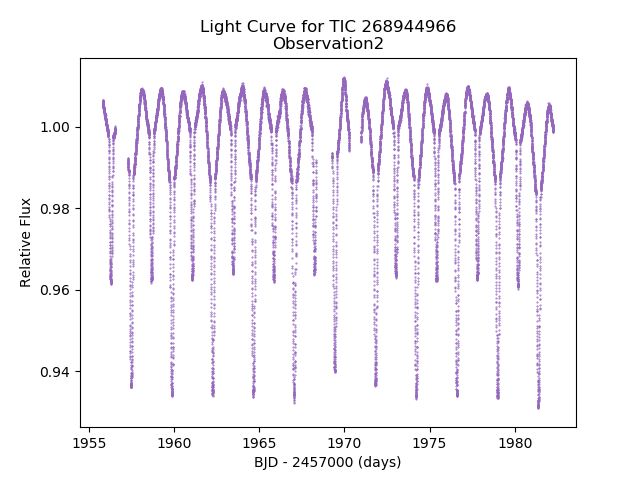 Light Curve for TIC 268944966
Observation2
1.00
0.98
0.96
0.94
Relative Flux
1955 1960 1965 1970 1975 1980
BJD - 2457000 (days)